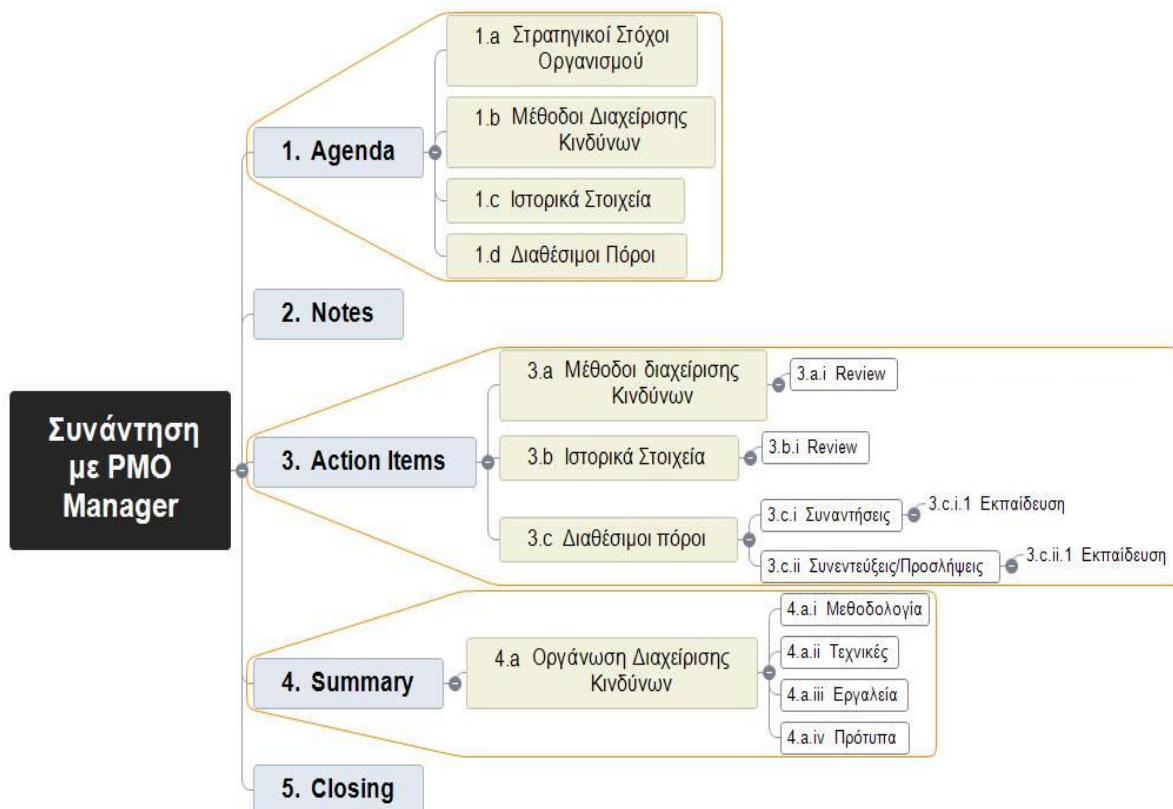 Συνάντηση
με PMO
Manager
1. Agenda
1.a Στρατηγικοί Στόχοι
Οργανισμού
1.b Μέθοδοι Διαχείρισης
Κινδύνων
1.c Ιστορικά Στοιχεία
1.d Διαθέσιμοι Πόροι
2. Notes
3. Action Items
3.a Μέθοδοι διαχείρισης
Κινδύνων
3.a.i Review
3.b Ιστορικά Στοιχεία
3.b.i Review
3.c Διαθέσιμοι πόροι
3.c.i Συναντήσεις
3.c.i.1 Εκπαίδευση
3.c.ii Συνεντεύξεις/Προσλήψεις
3.c.ii.1 Εκπαίδευση
4. Summary
4.a Οργάνωση Διαχείρισης
Κινδύνων
4.a.i Μεθοδολογία
4.a.ii Τεχνικές
4.a.iii Εργαλεία
4.a.iv Πρότυπα
5. Closing